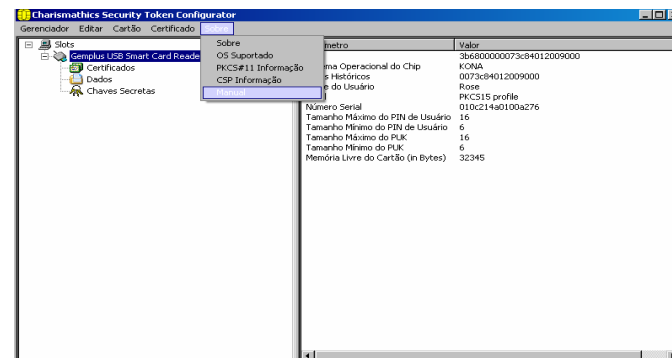 Charismathics Security Token Configurator
Gerenciador Editar Cartão Certificado Sobre
Slots
Gemplus USB Smart Card Reade
Certificados
Dados
Chaves Secretas
Sobre
OS Suportado
PKCS#11 Informação
CSP Informação
Manual
metro Valor
3b6800000073c84012009000
ma Operacional do Chip KONA
s Históricos 0073c84012009000
e do Usuário Rose
PKCS15 profile
Número Serial 010c214a0100a276
Tamanho Máximo do PIN de Usuário 16
Tamanho Mínimo do PIN de Usuário 6
Tamanho Máximo do PUK 16
Tamanho Mínimo do PUK 6
Memória Livre do Cartão (in Bytes) 32345